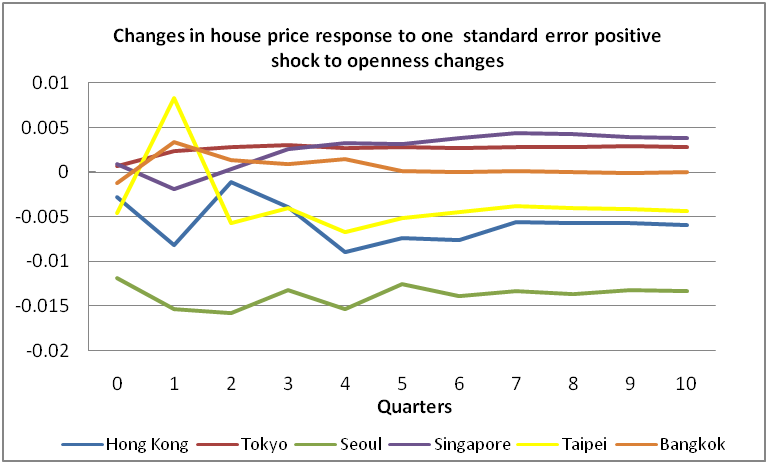 Changes in house price response to one standard error positive
shock to openness changes
0.01
0.005
0
-0.005
-0.01
-0.015
-0.02
0 1 2 3 4 5 6 7 8 9 10
Quarters
Hong Kong Tokyo Seoul Singapore Taipei Bangkok